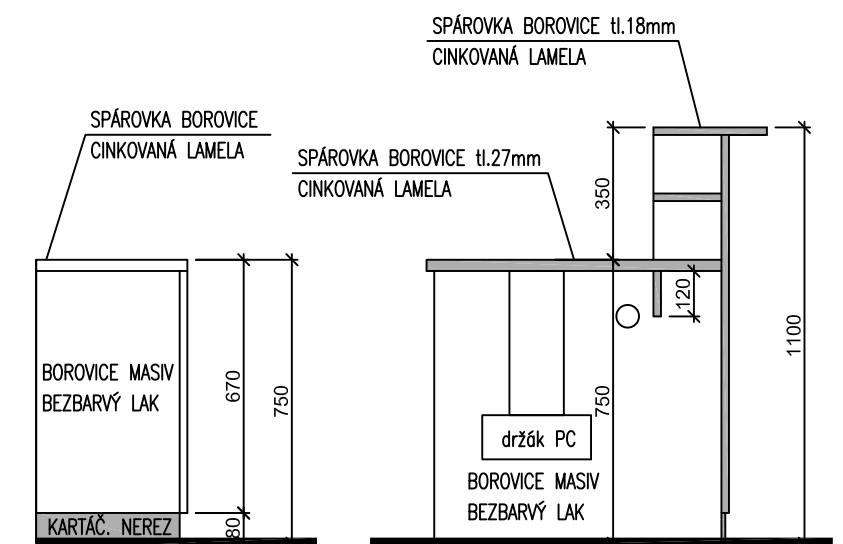 SPÁROVKA BOROVICE tl.18mm
CINKOVANÁ LAMELA
SPÁROVKA BOROVICE
CINKOVANÁ LAMELA
SPÁROVKA BOROVICE tl.27mm
CINKOVANÁ LAMELA
350
120
1100
BOROVICE MASIV
BEZBARVÝ LAK
670
750
750
držák PC
BOROVICE MASIV
BEZBARVÝ LAK
KARTÁČ. NEREZ
80